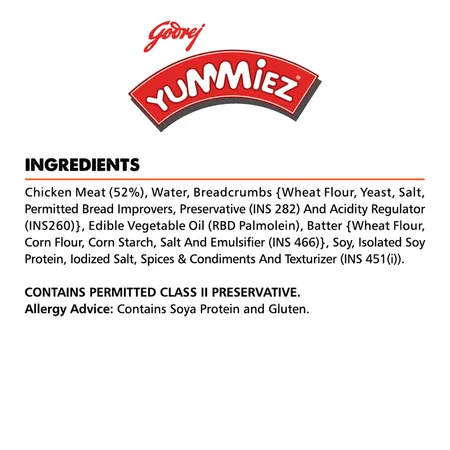 Godrej
YUMMiEZ®
INGREDIENTS
Chicken Meat (52%), Water, Breadcrumbs {Wheat Flour, Yeast, Salt,
Permitted Bread Improvers, Preservative (INS 282) And Acidity Regulator
(INS260)}, Edible Vegetable Oil (RBD Palmolein), Batter {Wheat Flour,
Corn Flour, Corn Starch, Salt And Emulsifier (INS 466)}, Soy, Isolated Soy
Protein, Iodized Salt, Spices & Condiments And Texturizer (INS 451(i)).
CONTAINS PERMITTED CLASS II PRESERVATIVE.
Allergy Advice: Contains Soya Protein and Gluten.